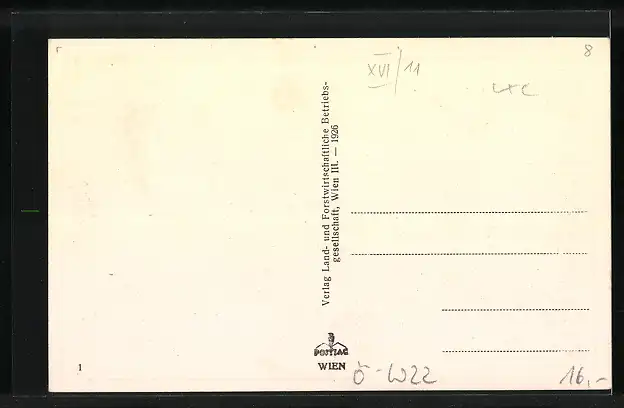 8
XVI/11
Verlag Land- und Forstwirtschaftliche Betriebs-
gesellschaft, Wien III. — 1926
POSTIAG
WIEN
1
Ö-W22
16,-